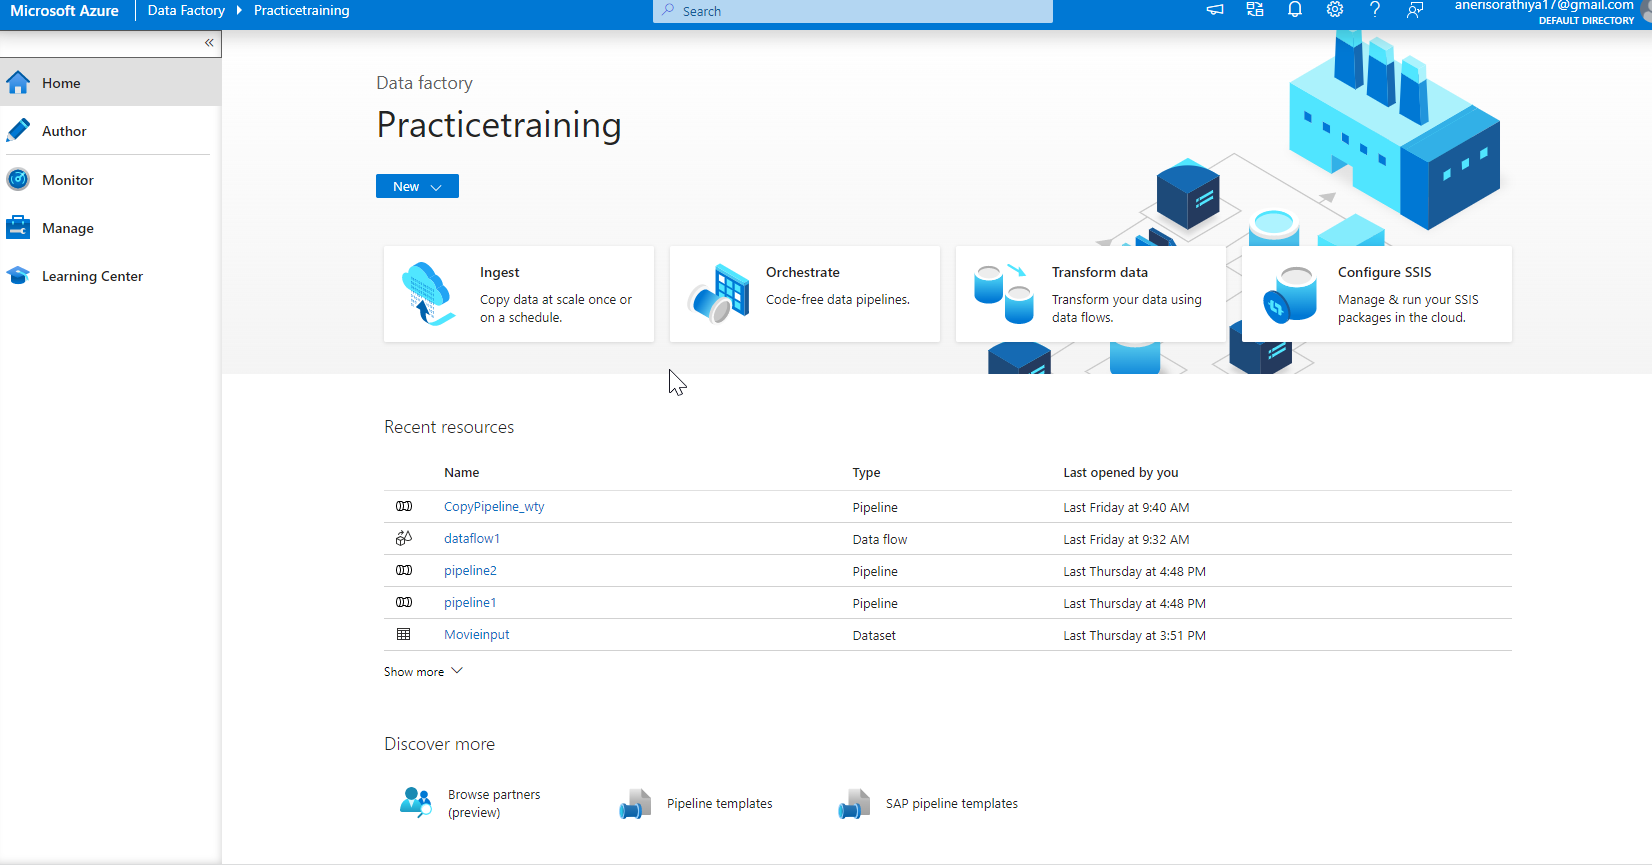 Microsoft Azure Data Factory Practicetraining Search anerisorathiya17@gmail.com
DEFAULT DIRECTORY
«
Home
Author
Monitor
Manage
Learning Center
Data factory
Practicetraining
New
Ingest
Copy data at scale once or
on a schedule.
Orchestrate
Code-free data pipelines.
Transform data
Transform your data using
data flows.
Configure SSIS
Manage & run your SSIS
packages in the cloud.
Recent resources
Name Type Last opened by you
CopyPipeline_wty Pipeline Last Friday at 9:40 AM
dataflow1 Data flow Last Friday at 9:32 AM
pipeline2 Pipeline Last Thursday at 4:48 PM
pipeline1 Pipeline Last Thursday at 4:48 PM
Movieinput Dataset Last Thursday at 3:51 PM
Show more
Discover more
Browse partners
(preview)
Pipeline templates
SAP pipeline templates